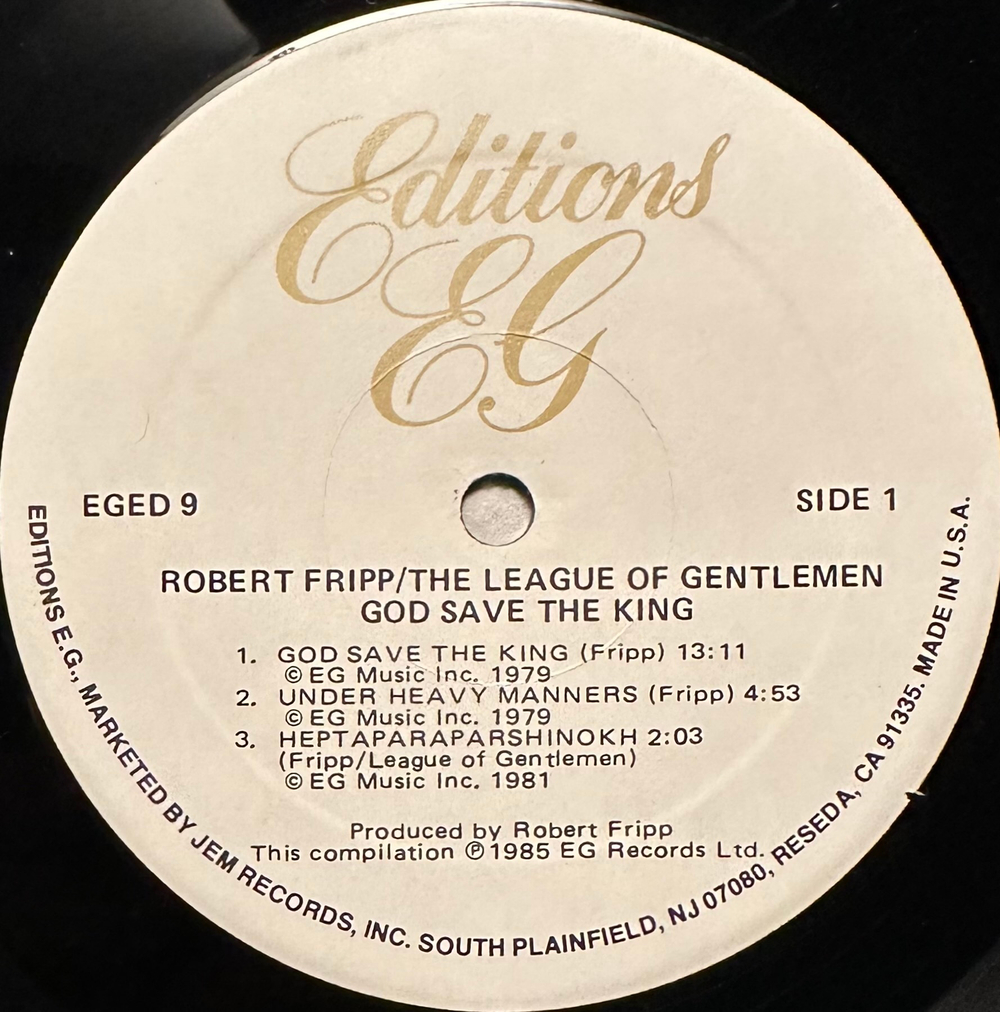 Editions
EG
EGED 9
SIDE 1
ROBERT FRIPP/THE LEAGUE OF GENTLEMEN
GOD SAVE THE KING
1. GOD SAVE THE KING (Fripp) 13:11
© EG Music Inc. 1979
2. UNDER HEAVY MANNERS (Fripp) 4:53
© EG Music Inc. 1979
3. HEPTAPARAPARSHINOKH 2:03
(Fripp/League of Gentlemen)
© EG Music Inc. 1981
Produced by Robert Fripp
This compilation ℗ 1985 EG Records Ltd.
EDITIONS E.G., MARKETED BY JEM RECORDS, INC. SOUTH PLAINFIELD, NJ 07080, RESEDA, CA 91335. MADE IN U.S.A.